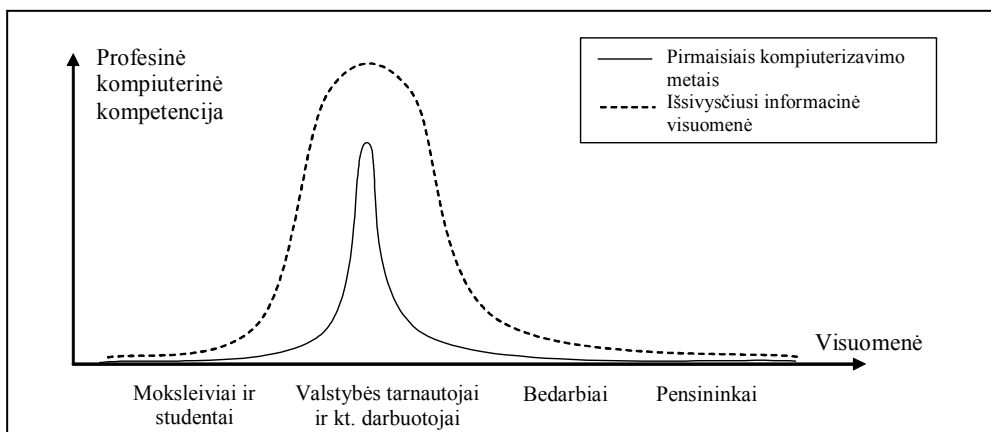 Profesinė
kompiuterinė
kompetencija
Pirmaisiais kompiuterizavimo
metais
Išsivysčiusi informacinė
visuomenė
Visuomenė
Moksleiviai ir
studentai
Valstybės tarnautojai
ir kt. darbuotojai
Bedarbiai
Pensininkai